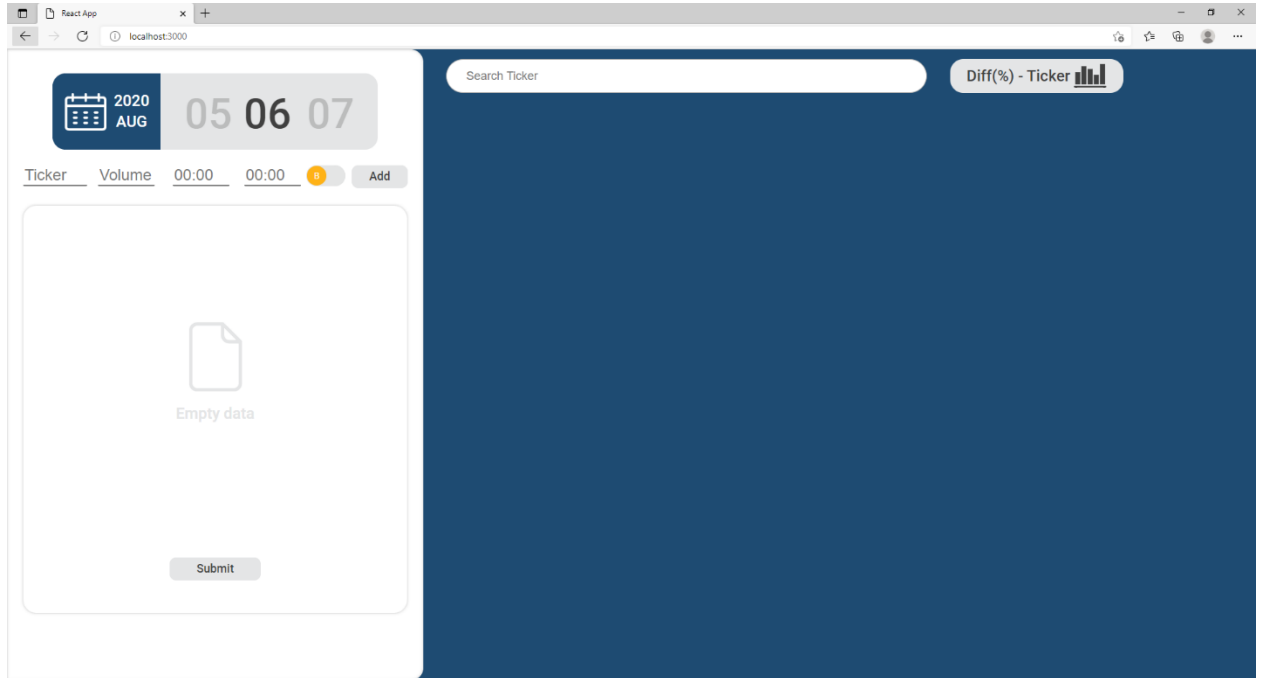 React App
localhost:3000
2020
AUG
05 06 07
Search Ticker
Diff(%) - Ticker
Ticker Volume 00:00 00:00 B Add
Empty data
Submit